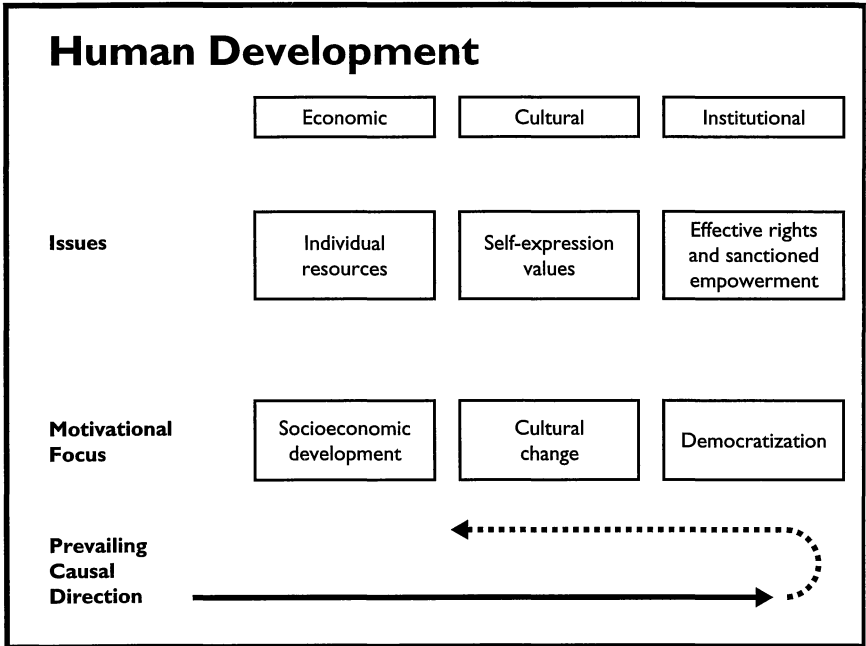 Human Development
Economic
Cultural
Institutional
Issues
Individual
resources
Self-expression
values
Effective rights
and sanctioned
empowerment
Motivational
Focus
Socioeconomic
development
Cultural
change
Democratization
Prevailing
Causal
Direction